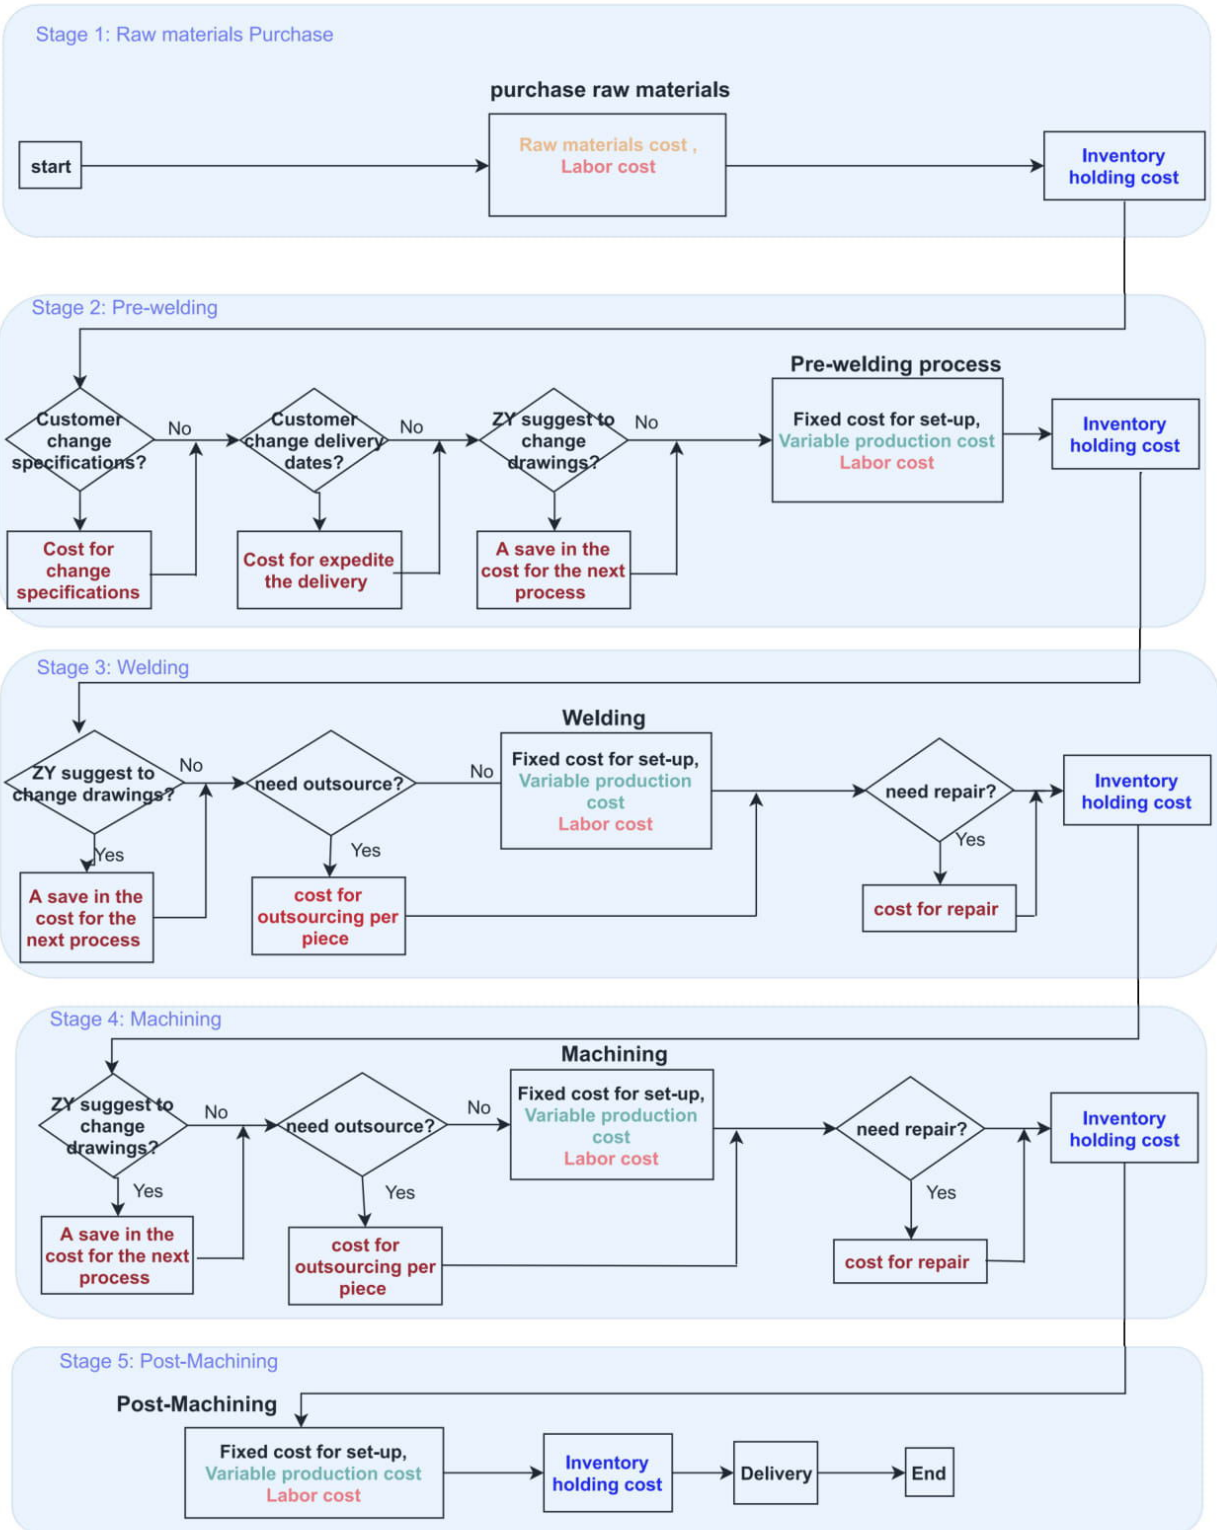 Stage 1: Raw materials Purchase
purchase raw materials
start
Raw materials cost ,
Labor cost
Inventory
holding cost
Stage 2: Pre-welding
Customer
change
specifications?
No
Cost for
change
specifications
Customer
change delivery
dates?
No
Cost for expedite
the delivery
ZY suggest to
change
drawings?
No
A save in the
cost for the next
process
Pre-welding process
Fixed cost for set-up,
Variable production cost
Labor cost
Inventory
holding cost
Stage 3: Welding
ZY suggest to
change drawings?
No
Yes
A save in the
cost for the
next process
need outsource?
No
Yes
cost for
outsourcing per
piece
Welding
Fixed cost for set-up,
Variable production
cost
Labor cost
need repair?
Yes
cost for repair
Inventory
holding cost
Stage 4: Machining
ZY suggest to
change
drawings?
No
Yes
A save in the
cost for the next
process
need outsource?
No
Yes
cost for
outsourcing per
piece
Machining
Fixed cost for set-up,
Variable production
cost
Labor cost
need repair?
Yes
cost for repair
Inventory
holding cost
Stage 5: Post-Machining
Post-Machining
Fixed cost for set-up,
Variable production cost
Labor cost
Inventory
holding cost
Delivery
End